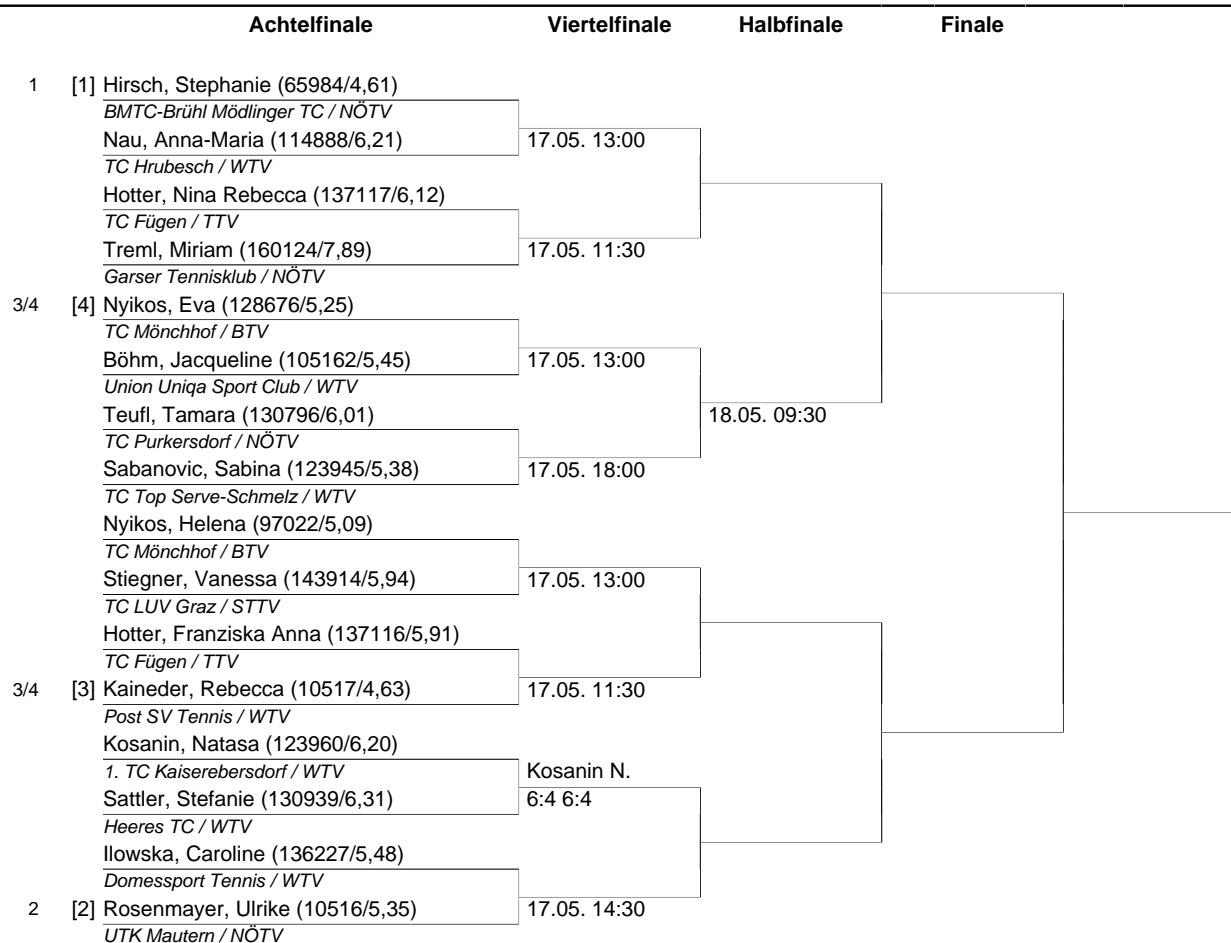 Achtelfinale Viertelfinale Halbfinale Finale
1 [1] Hirsch, Stephanie (65984/4,61)
BMTC-Brühl Mödlinger TC / NÖTV
Nau, Anna-Maria (114888/6,21) 17.05. 13:00
TC Hrubesch / WTV
Hotter, Nina Rebecca (137117/6,12)
TC Fügen / TTV
Treml, Miriam (160124/7,89) 17.05. 11:30
Garser Tennisklub / NÖTV
3/4 [4] Nyikos, Eva (128676/5,25)
TC Mönchhof / BTV
Böhm, Jacqueline (105162/5,45) 17.05. 13:00
Union Uniqa Sport Club / WTV
Teufl, Tamara (130796/6,01) 18.05. 09:30
TC Purkersdorf / NÖTV
Sabanovic, Sabina (123945/5,38) 17.05. 18:00
TC Top Serve-Schmelz / WTV
Nyikos, Helena (97022/5,09)
TC Mönchhof / BTV
Stiegner, Vanessa (143914/5,94) 17.05. 13:00
TC LUV Graz / STTV
Hotter, Franziska Anna (137116/5,91)
TC Fügen / TTV
3/4 [3] Kaineder, Rebecca (10517/4,63) 17.05. 11:30
Post SV Tennis / WTV
Kosanin, Natasa (123960/6,20)
1. TC Kaiserebersdorf / WTV Kosanin N.
Sattler, Stefanie (130939/6,31) 6:4 6:4
Heeres TC / WTV
Ilowska, Caroline (136227/5,48)
Domessport Tennis / WTV
2 [2] Rosenmayer, Ulrike (10516/5,35) 17.05. 14:30
UTK Mautern / NÖTV